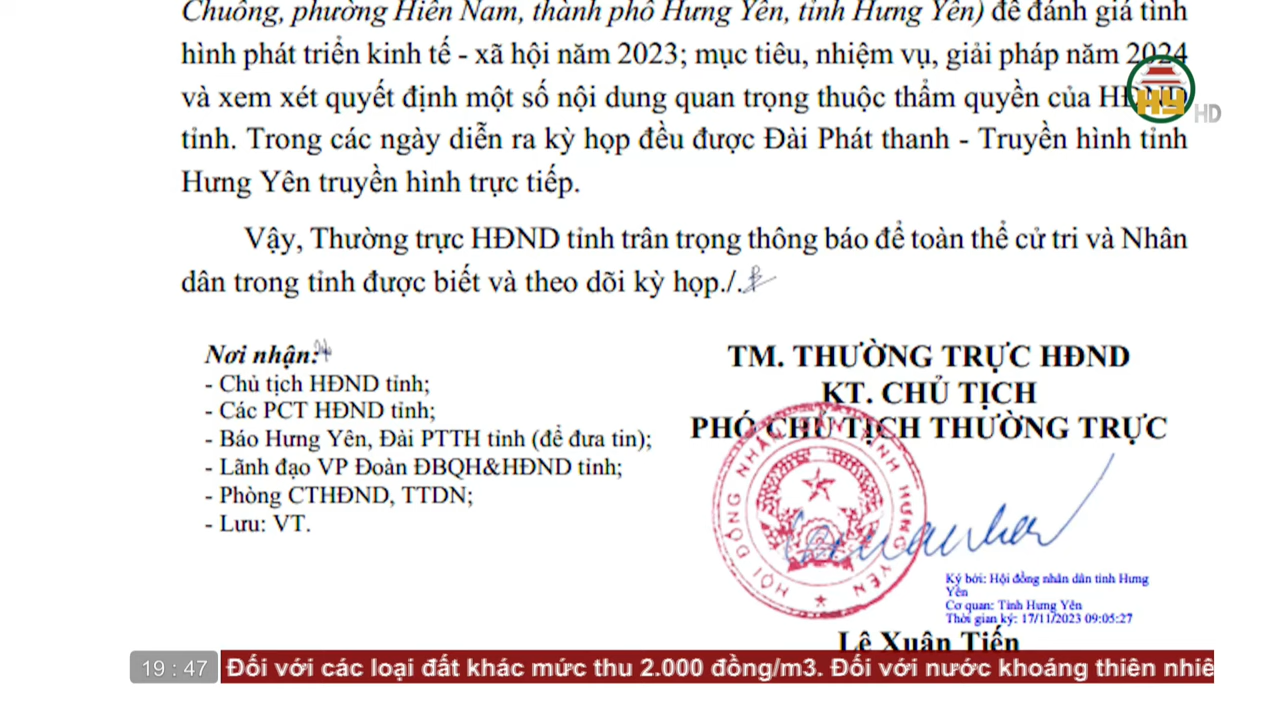 Chuông, phường Hiến Nam, thành phố Hưng Yên, tỉnh Hưng Yên) để đánh giá tình
hình phát triển kinh tế - xã hội năm 2023; mục tiêu, nhiệm vụ, giải pháp năm 2024
và xem xét quyết định một số nội dung quan trọng thuộc thẩm quyền của HĐND
tỉnh. Trong các ngày diễn ra kỳ họp đều được Đài Phát thanh - Truyền hình tỉnh
Hưng Yên truyền hình trực tiếp.
HY HD
Vậy, Thường trực HĐND tỉnh trân trọng thông báo để toàn thể cử tri và Nhân
dân trong tỉnh được biết và theo dõi kỳ họp./.
Nơi nhận:
- Chủ tịch HĐND tỉnh;
- Các PCT HĐND tỉnh;
- Báo Hưng Yên, Đài PTTH tỉnh (để đưa tin);
- Lãnh đạo VP Đoàn ĐBQH&HĐND tỉnh;
- Phòng CTHĐND, TTDN;
- Lưu: VT.
TM. THƯỜNG TRỰC HĐND
KT. CHỦ TỊCH
PHÓ CHỦ TỊCH THƯỜNG TRỰC
HỘI ĐỒNG NHÂN DÂN TỈNH HƯNG YÊN
Ký bởi: Hội đồng nhân dân tỉnh Hưng
Yên
Cơ quan: Tỉnh Hưng Yên
Thời gian ký: 17/11/2023 09:05:27
Lê Xuân Tiến
19 : 47 Đối với các loại đất khác mức thu 2.000 đồng/m3. Đối với nước khoáng thiên nhiê